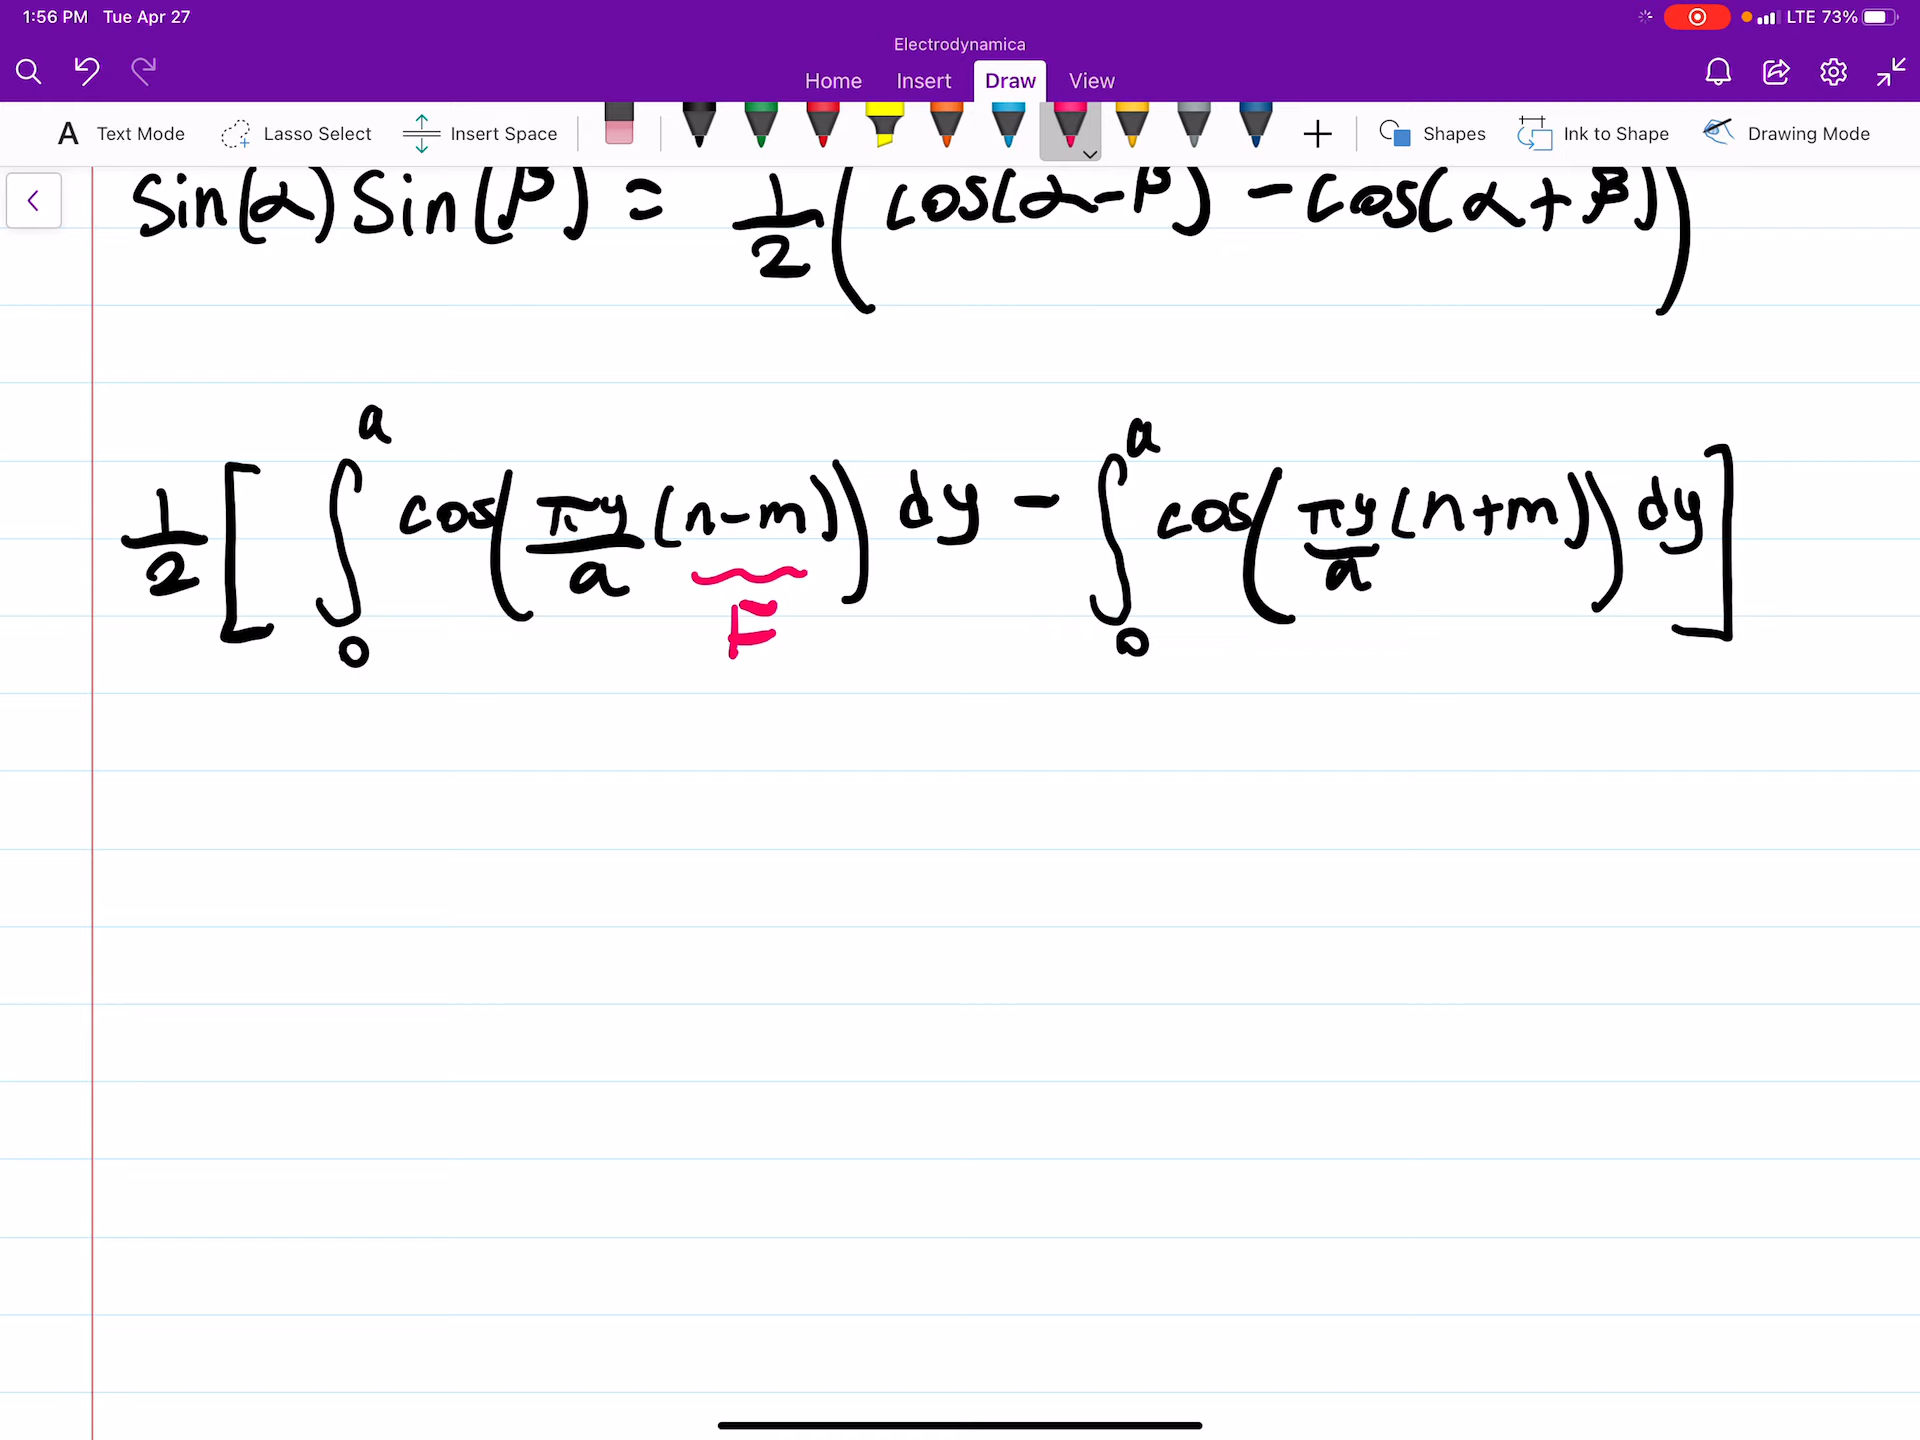 1:56 PM Tue Apr 27 LTE 73%
Electrodynamica
Home Insert Draw View
A Text Mode Lasso Select Insert Space Shapes Ink to Shape Drawing Mode
Sin(α) Sin(β) = 1/2 (cos(α-β) - cos(α+β))
1/2 [ ∫₀ᵃ cos(πy/a (n-m)) dy - ∫₀ᵃ cos(πy/a (n+m)) dy ]
F